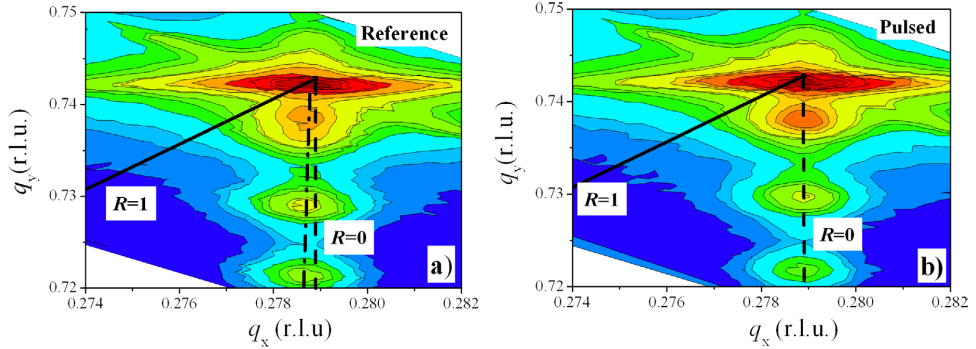 0.75
0.74
0.73
0.72
q_y (r.l.u.)
Reference
R=1
R=0
a)
0.274 0.276 0.278 0.280 0.282
q_x (r.l.u.)
0.75
0.74
0.73
0.72
q_y (r.l.u.)
Pulsed
R=1
R=0
b)
0.274 0.276 0.278 0.280 0.282
q_x (r.l.u.)